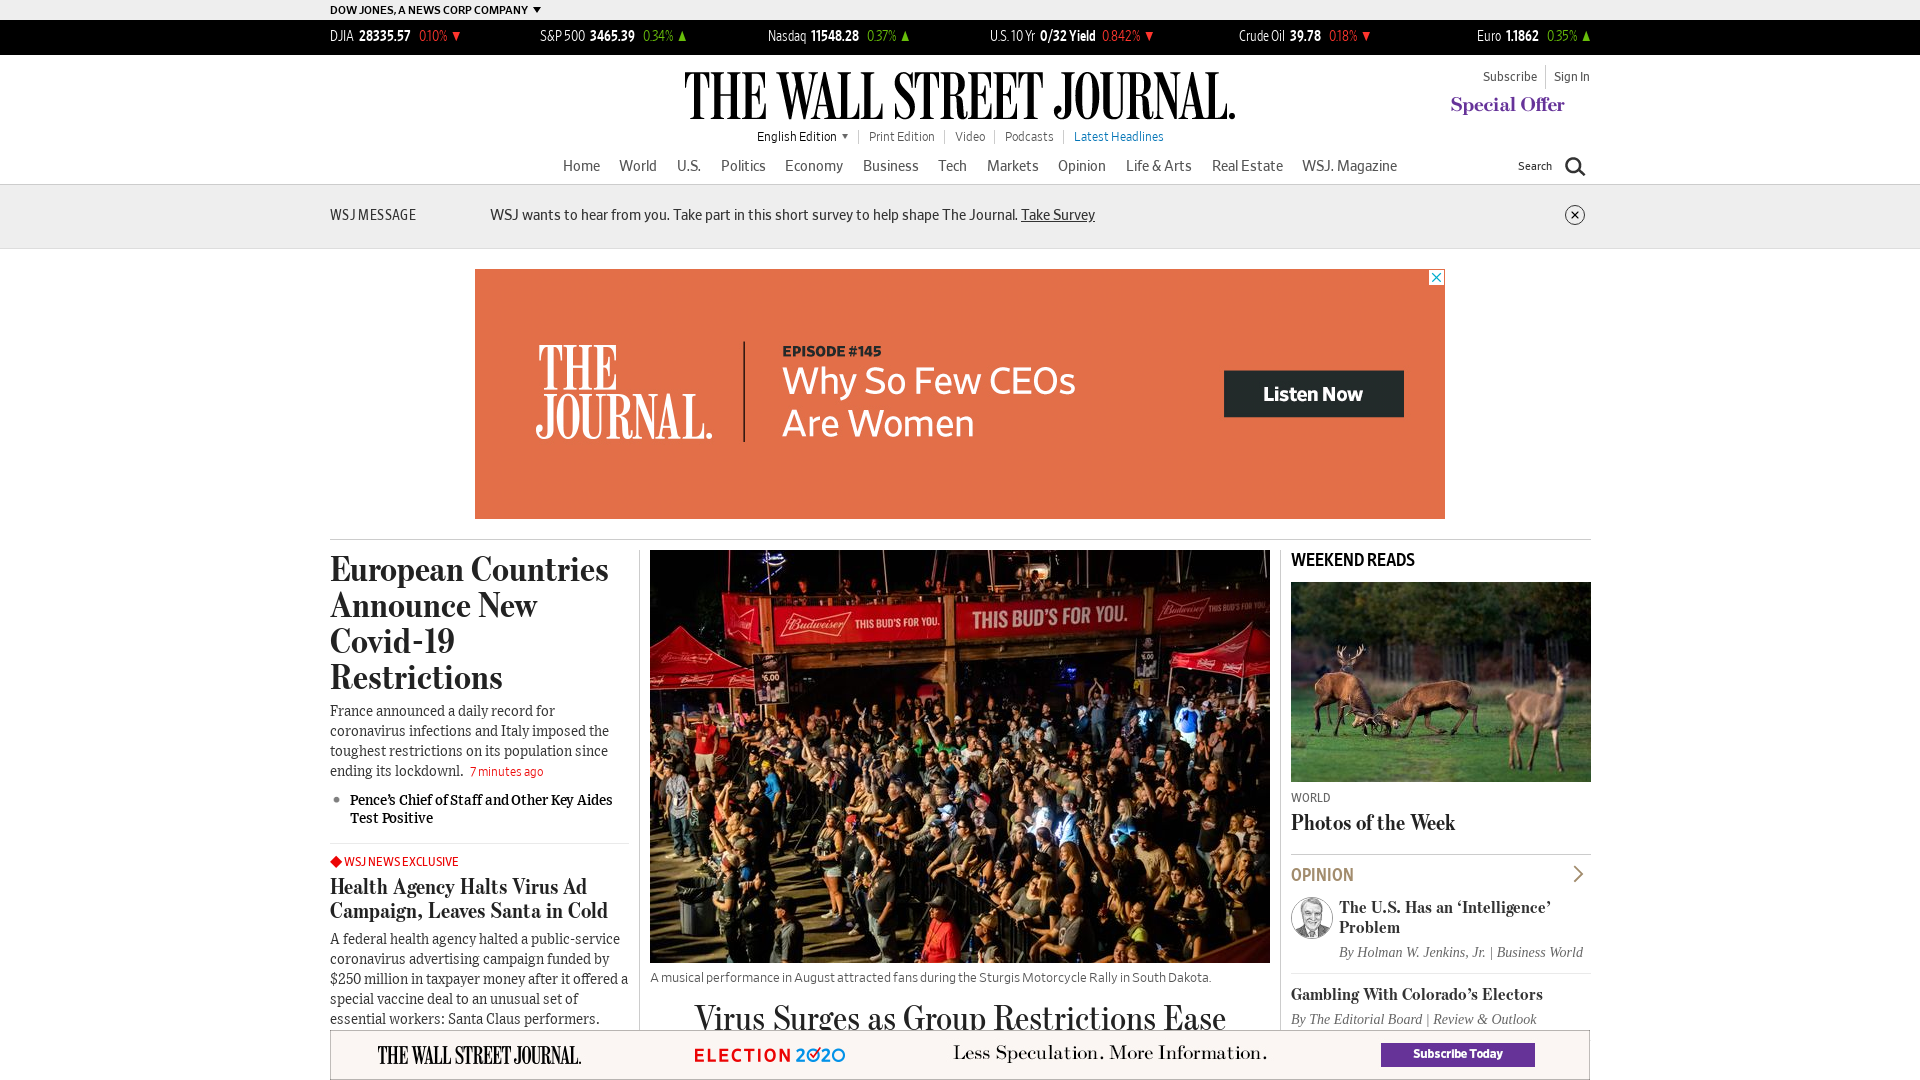 DOW JONES, A NEWS CORP COMPANY
DJIA 28335.57 0.10%
S&P 500 3465.39 0.34%
Nasdaq 11548.28 0.37%
U.S. 10 Yr 0/32 Yield 0.842%
Crude Oil 39.78 0.18%
Euro 1.1862 0.35%
THE WALL STREET JOURNAL.
Subscribe
Sign In
Special Offer
English Edition
Print Edition
Video
Podcasts
Latest Headlines
Home World U.S. Politics Economy Business Tech Markets Opinion Life & Arts Real Estate WSJ. Magazine
Search
WSJ MESSAGE
WSJ wants to hear from you. Take part in this short survey to help shape The Journal. Take Survey
THE
JOURNAL.
EPISODE #145
Why So Few CEOs
Are Women
Listen Now
European Countries
Announce New
Covid-19
Restrictions
France announced a daily record for
coronavirus infections and Italy imposed the
toughest restrictions on its population since
ending its lockdownl. 7 minutes ago
Pence’s Chief of Staff and Other Key Aides
Test Positive
WSJ NEWS EXCLUSIVE
Health Agency Halts Virus Ad
Campaign, Leaves Santa in Cold
A federal health agency halted a public-service
coronavirus advertising campaign funded by
$250 million in taxpayer money after it offered a
special vaccine deal to an unusual set of
essential workers: Santa Claus performers.
Budweiser THIS BUD'S FOR YOU.
THIS BUD'S FOR YOU.
Budweiser THIS BUD'S FOR YOU.
Budweiser
$6.00
A musical performance in August attracted fans during the Sturgis Motorcycle Rally in South Dakota.
Virus Surges as Group Restrictions Ease
WEEKEND READS
WORLD
Photos of the Week
OPINION
The U.S. Has an ‘Intelligence’
Problem
By Holman W. Jenkins, Jr. | Business World
Gambling With Colorado’s Electors
By The Editorial Board | Review & Outlook
THE WALL STREET JOURNAL.
ELECTION 2020
Less Speculation. More Information.
Subscribe Today